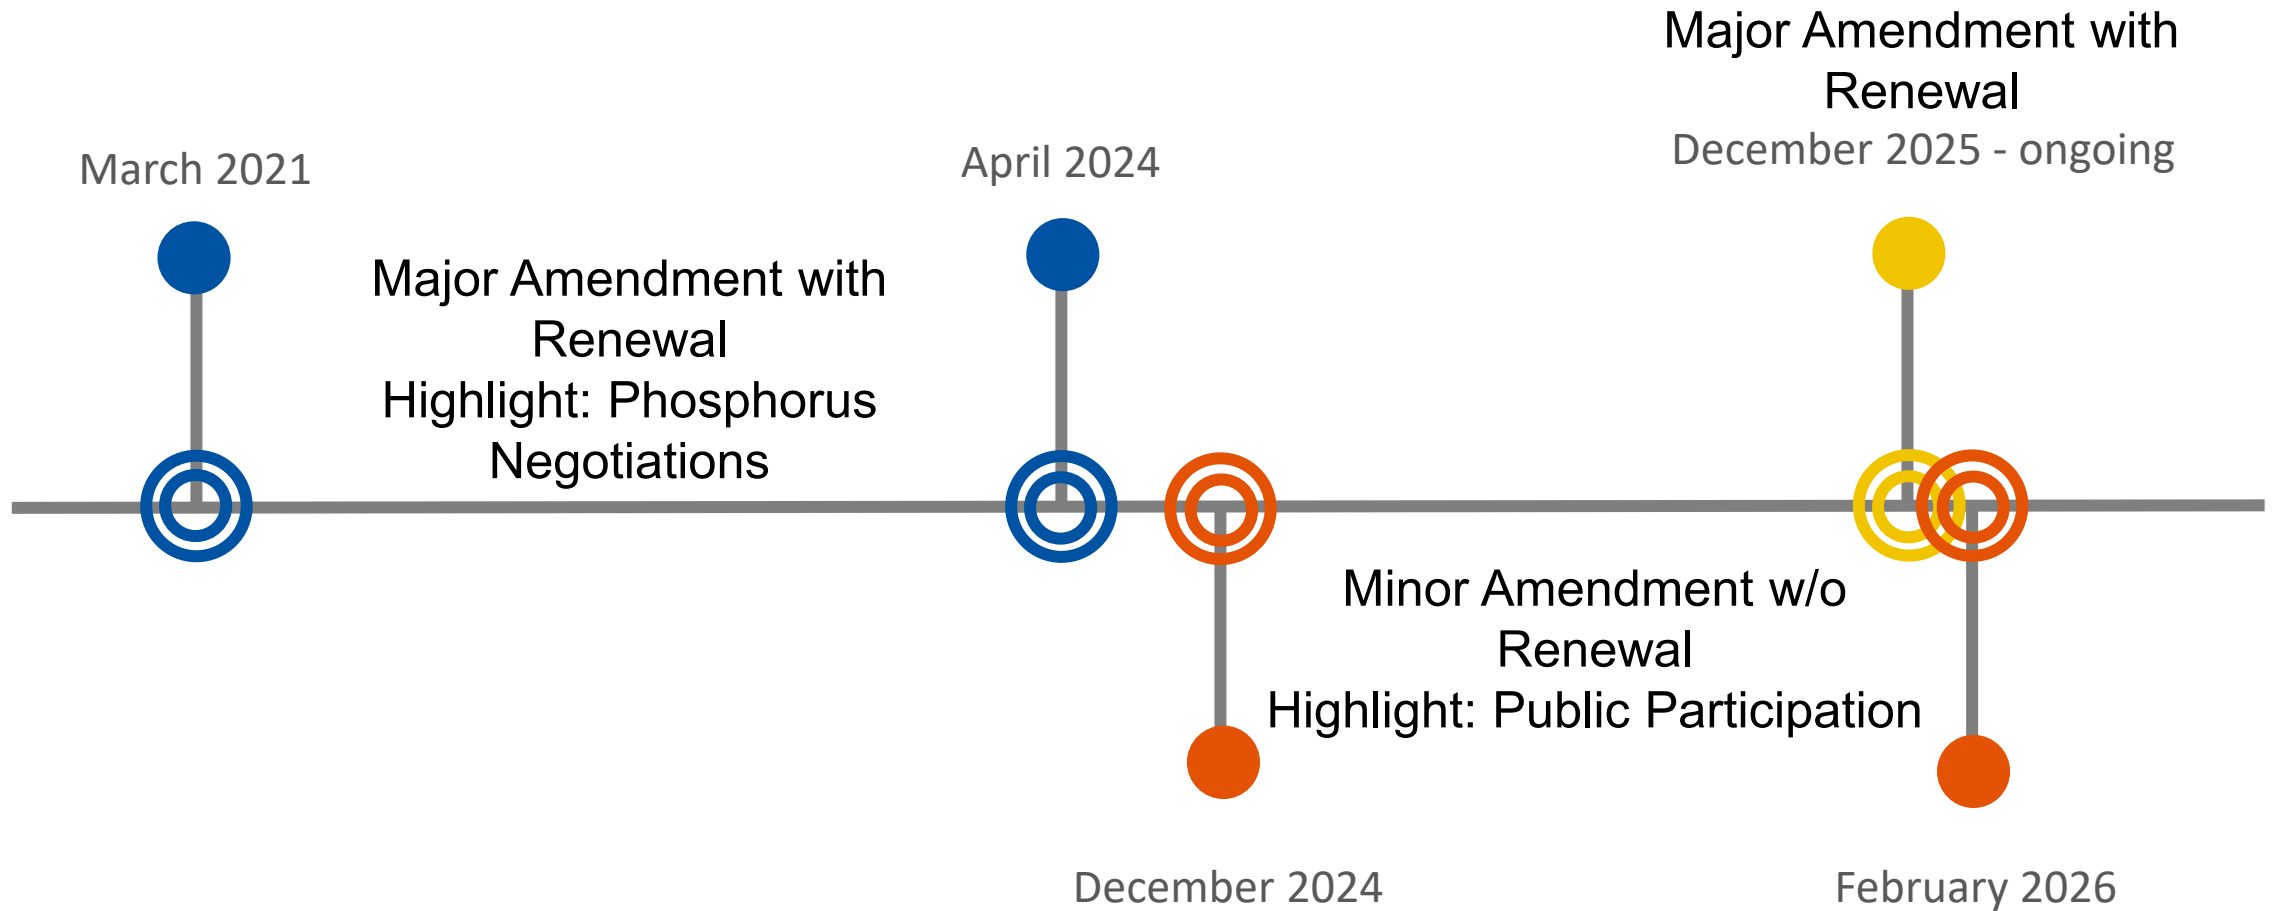 Major Amendment with
Renewal
December 2025 - ongoing
March 2021
April 2024
Major Amendment with
Renewal
Highlight: Phosphorus
Negotiations
Minor Amendment w/o
Renewal
Highlight: Public Participation
December 2024
February 2026